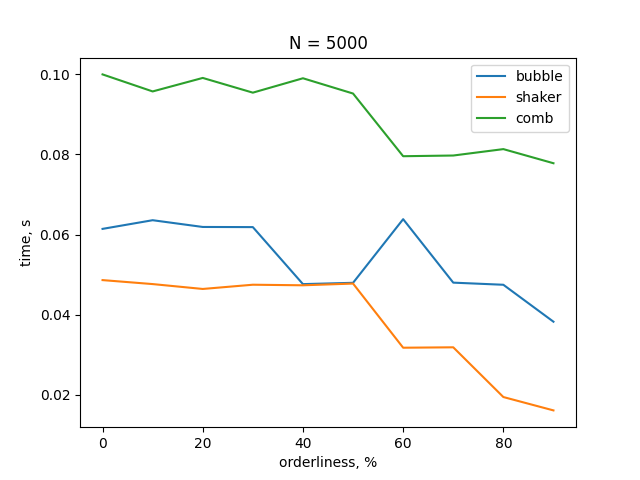 N = 5000
bubble
shaker
comb
time, s
0.10
0.08
0.06
0.04
0.02
0 20 40 60 80
orderliness, %